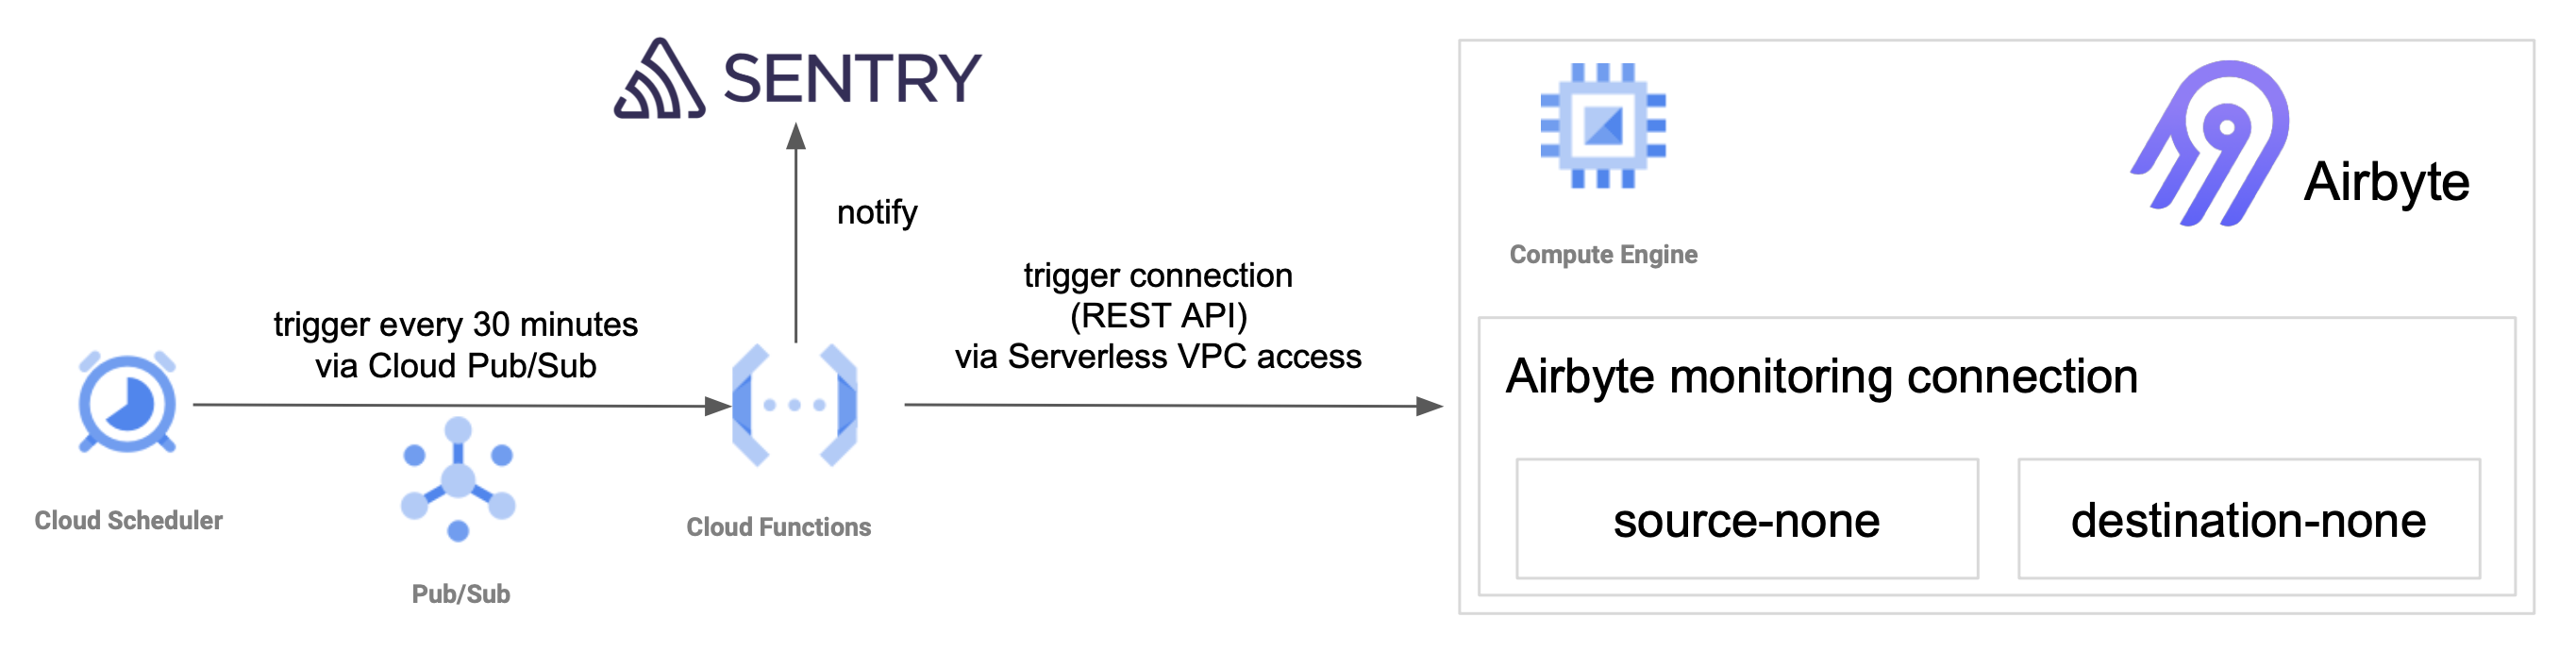 SENTRY
notify
trigger every 30 minutes
via Cloud Pub/Sub
Cloud Scheduler
Pub/Sub
Cloud Functions
trigger connection
(REST API)
via Serverless VPC access
Compute Engine
Airbyte
Airbyte monitoring connection
source-none
destination-none